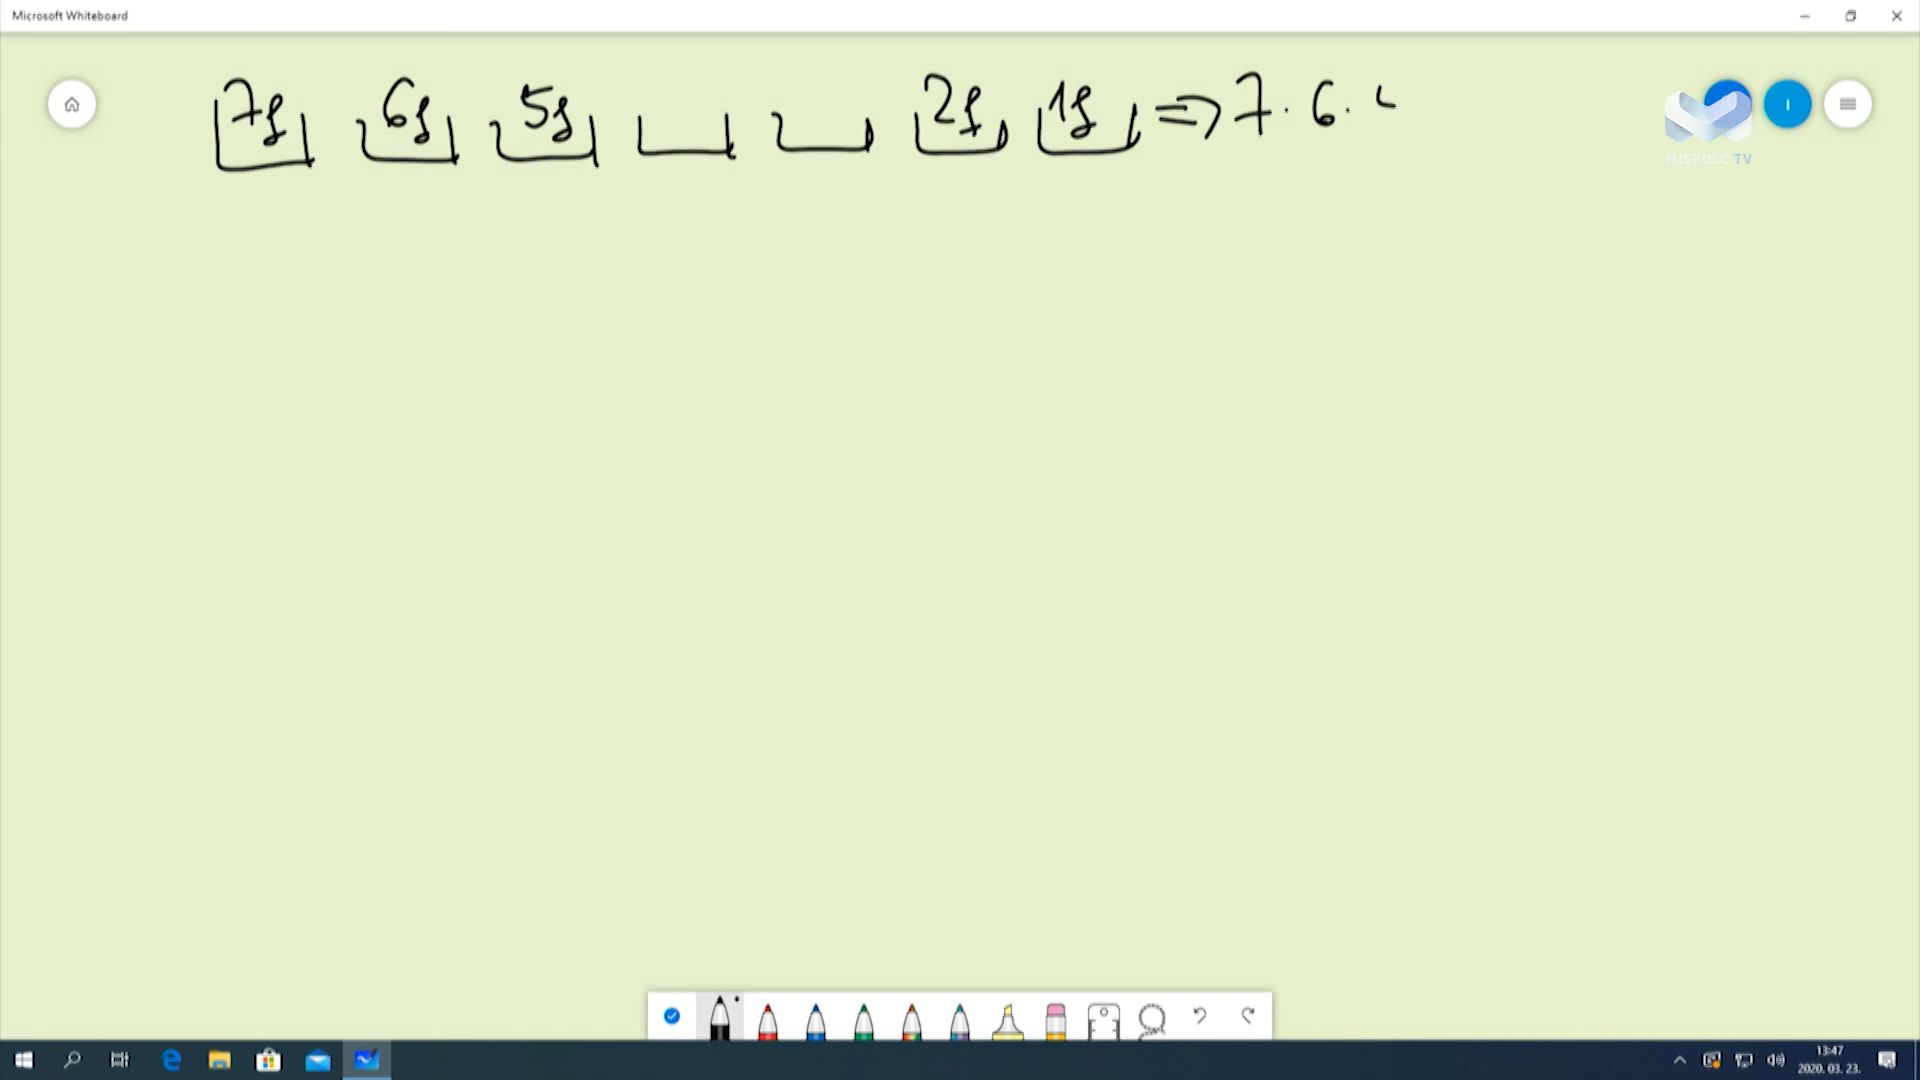 Microsoft Whiteboard
7f 6f 5f 2f 1f ⇒ 7 · 6 ·
MISKOLC TV
13:47
2020. 03. 23.